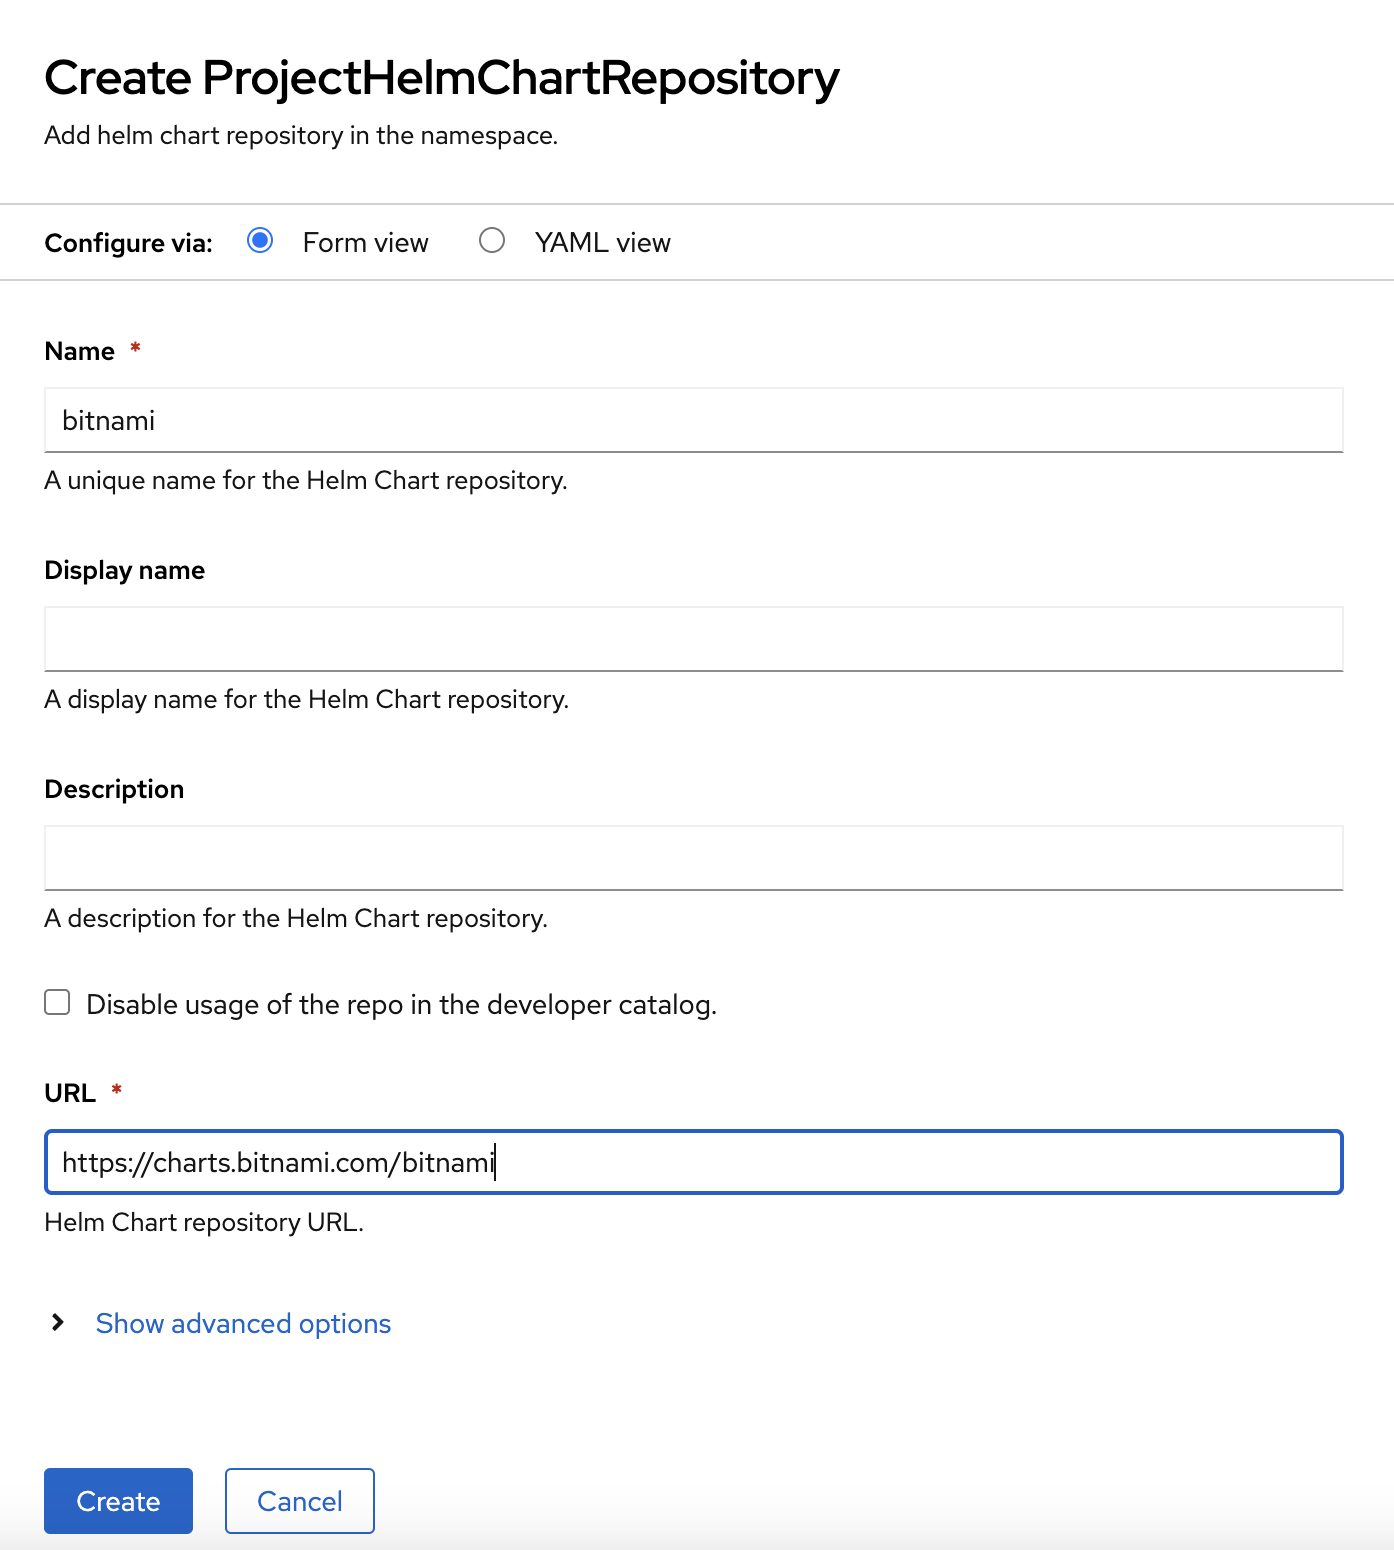 Create ProjectHelmChartRepository
Add helm chart repository in the namespace.
Configure via: Form view YAML view
Name *
bitnami
A unique name for the Helm Chart repository.
Display name
A display name for the Helm Chart repository.
Description
A description for the Helm Chart repository.
Disable usage of the repo in the developer catalog.
URL *
https://charts.bitnami.com/bitnami
Helm Chart repository URL.
Show advanced options
Create Cancel